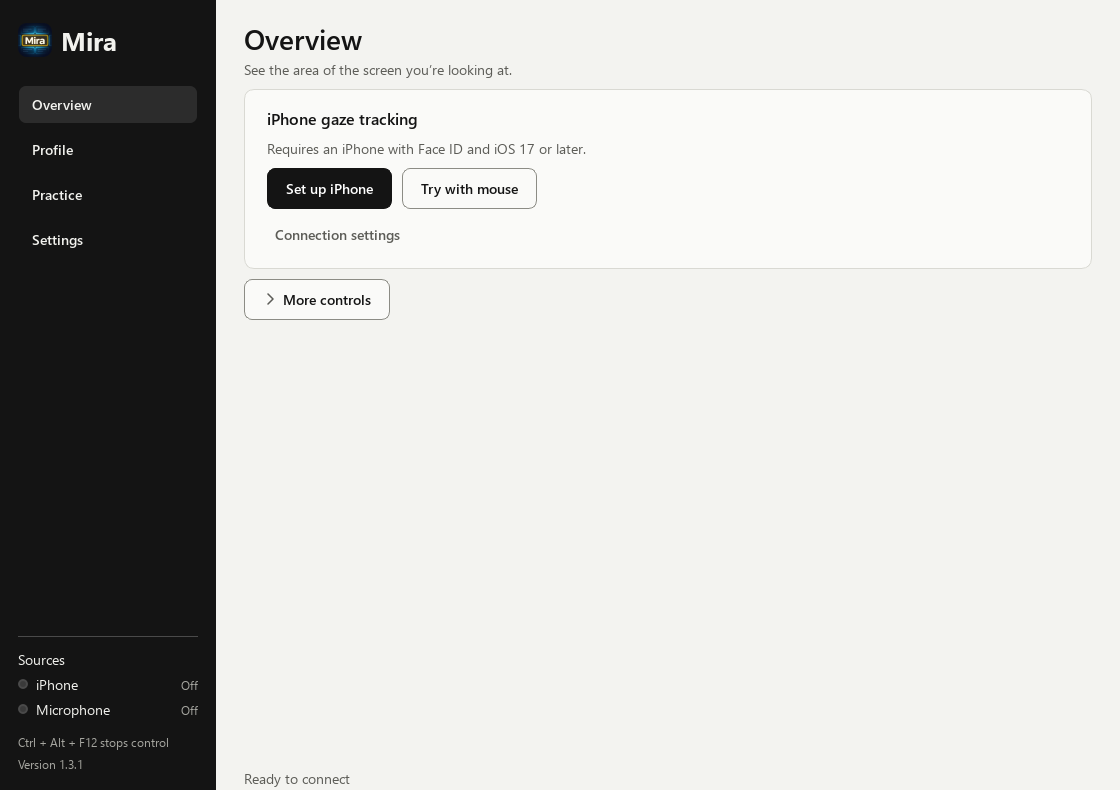 Mira
Mira
Overview
Profile
Practice
Settings
Sources
iPhone Off
Microphone Off
Ctrl + Alt + F12 stops control
Version 1.3.1
Overview
See the area of the screen you're looking at.
iPhone gaze tracking
Requires an iPhone with Face ID and iOS 17 or later.
Set up iPhone Try with mouse
Connection settings
More controls
Ready to connect